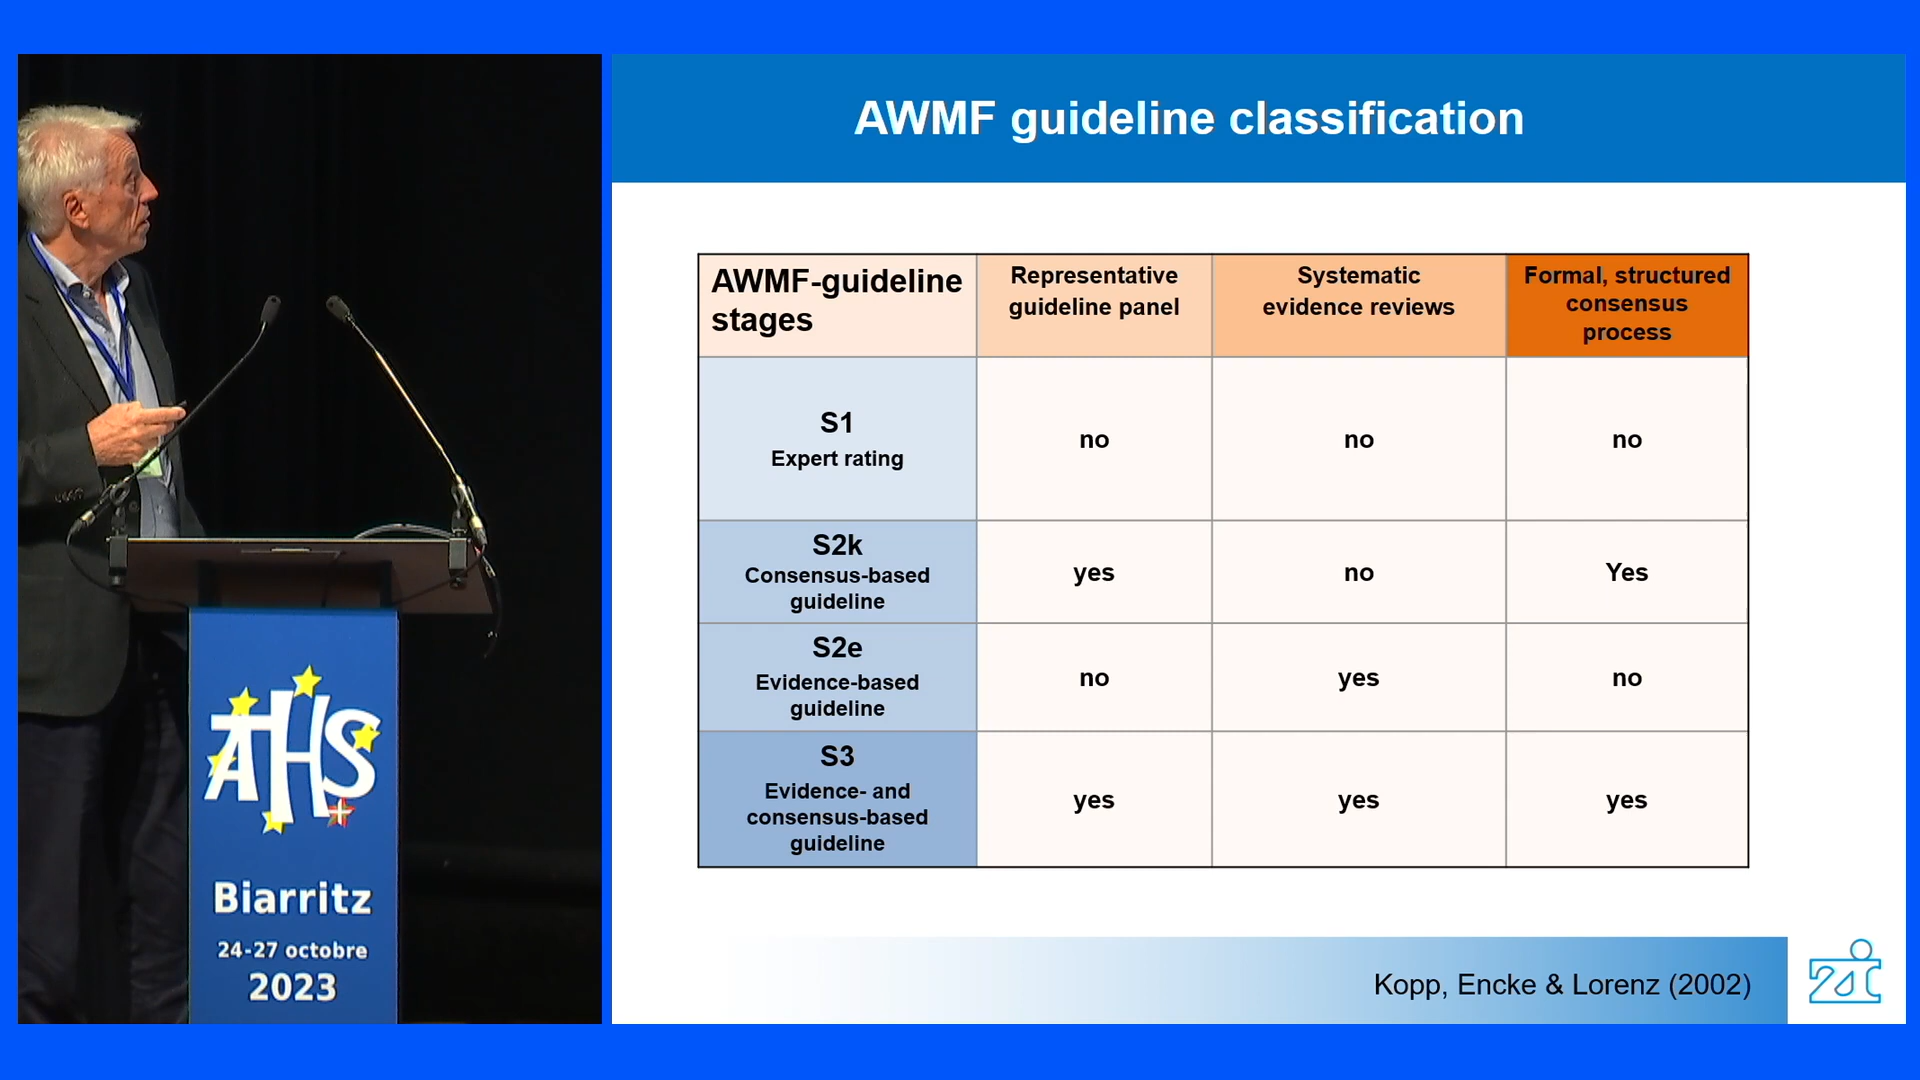 AWMF guideline classification
AWMF-guideline
stages
Representative
guideline panel
Systematic
evidence reviews
Formal, structured
consensus
process
S1
Expert rating
no
no
no
S2k
Consensus-based
guideline
yes
no
Yes
S2e
Evidence-based
guideline
no
yes
no
S3
Evidence- and
consensus-based
guideline
yes
yes
yes
Kopp, Encke & Lorenz (2002)
zi
ATHS
Biarritz
24-27 octobre
2023